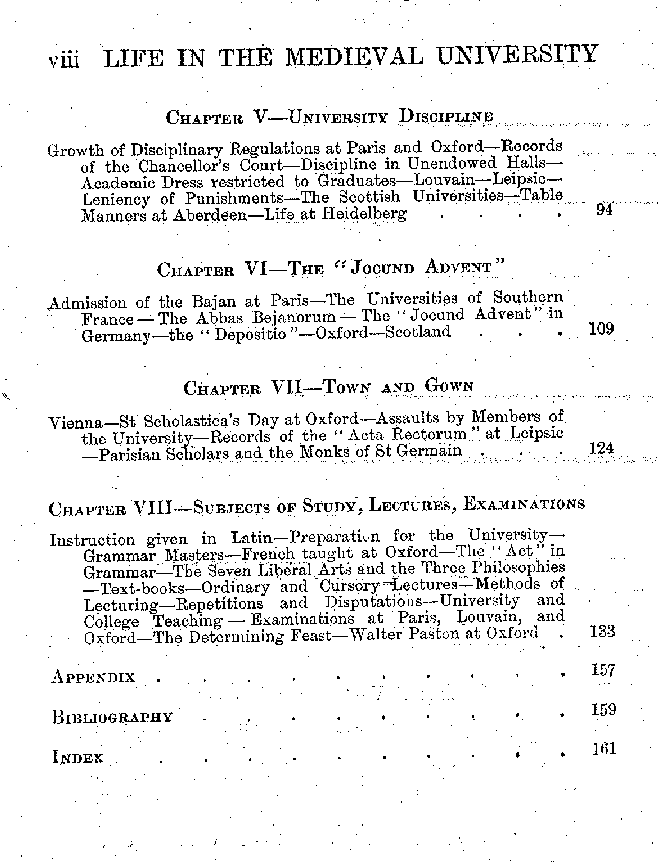 viii LIFE IN THE MEDIEVAL UNIVERSITY
CHAPTER V—UNIVERSITY DISCIPLINE
Growth of Disciplinary Regulations at Paris and Oxford—Records
of the Chancellor's Court—Discipline in Unendowed Halls—
Academic Dress restricted to Graduates—Louvain—Leipsic—
Leniency of Punishments—The Scottish Universities—Table
Manners at Aberdeen—Life at Heidelberg . . . . 94
CHAPTER VI—THE "JOCUND ADVENT"
Admission of the Bajan at Paris—The Universities of Southern
France—The Abbas Bejanorum—The "Jocund Advent" in
Germany—the "Depositio"—Oxford—Scotland . . . 109
CHAPTER VII—TOWN AND GOWN
Vienna—St Scholastica's Day at Oxford—Assaults by Members of
the University—Records of the "Acta Rectorum" at Leipsic
—Parisian Scholars and the Monks of St Germain . . . 124
CHAPTER VIII—SUBJECTS OF STUDY, LECTURES, EXAMINATIONS
Instruction given in Latin—Preparation for the University—
Grammar Masters—French taught at Oxford—The "Act" in
Grammar—The Seven Liberal Arts and the Three Philosophies
—Text-books—Ordinary and Cursory Lectures—Methods of
Lecturing—Repetitions and Disputations—University and
College Teaching—Examinations at Paris, Louvain, and
Oxford—The Determining Feast—Walter Paston at Oxford . 133
APPENDIX . . . . . . . . . . 157
BIBLIOGRAPHY . . . . . . . . . 159
INDEX . . . . . . . . . . 161